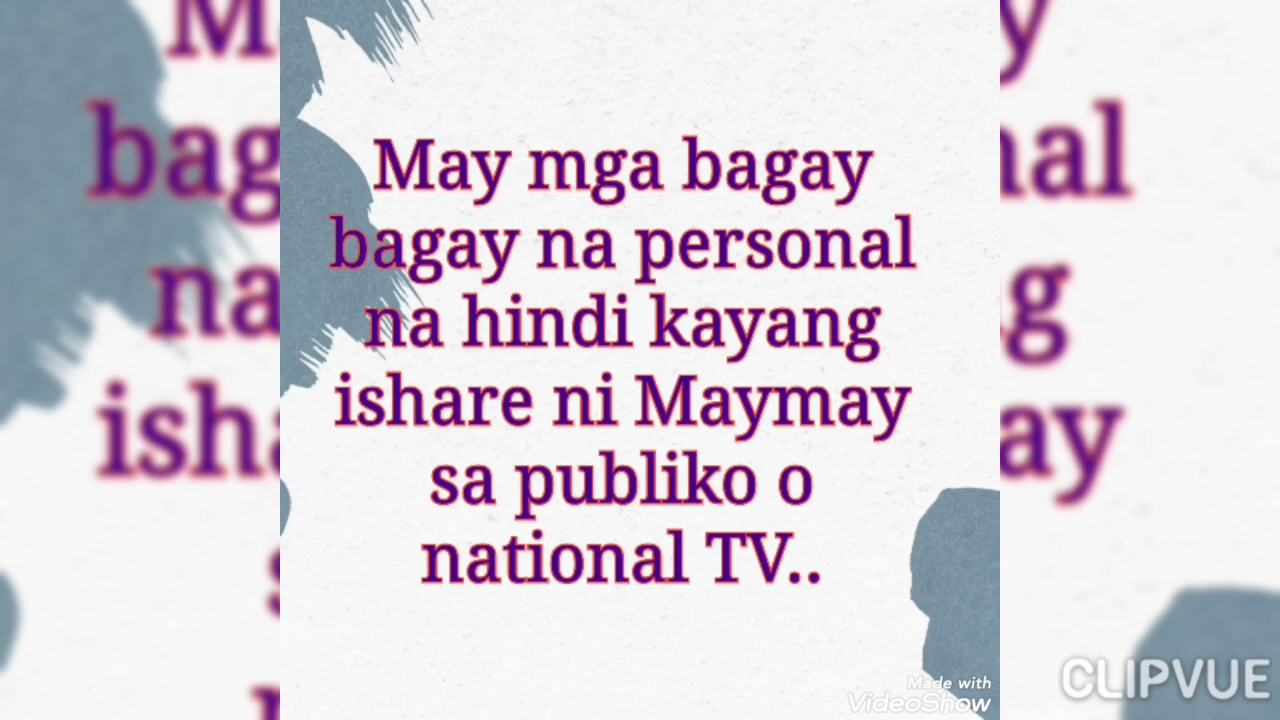 May mga bagay
bagay na personal
na hindi kayang
ishare ni Maymay
sa publiko o
national TV..
Made with
VideoShow
CLIPVUE